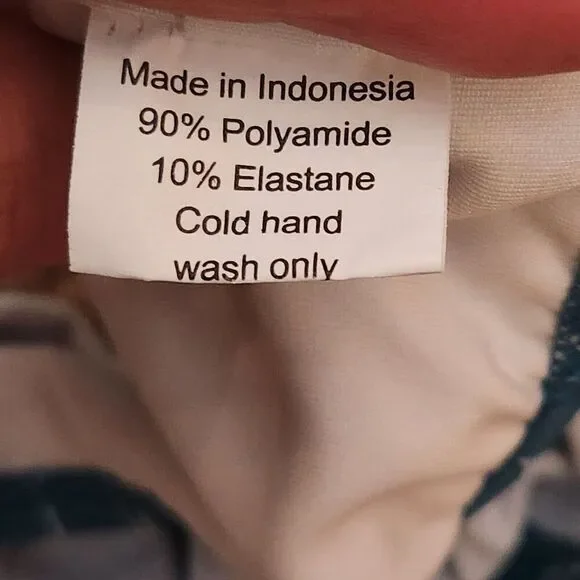 Made in Indonesia
90% Polyamide
10% Elastane
Cold hand
wash only